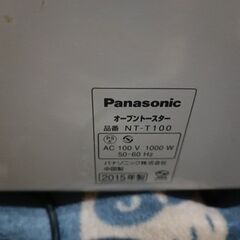 Panasonic
オーブントースター
品番 NT-T100
AC 100 V 1000 W
50-60 Hz
パナソニック株式会社
中国製
2015年製